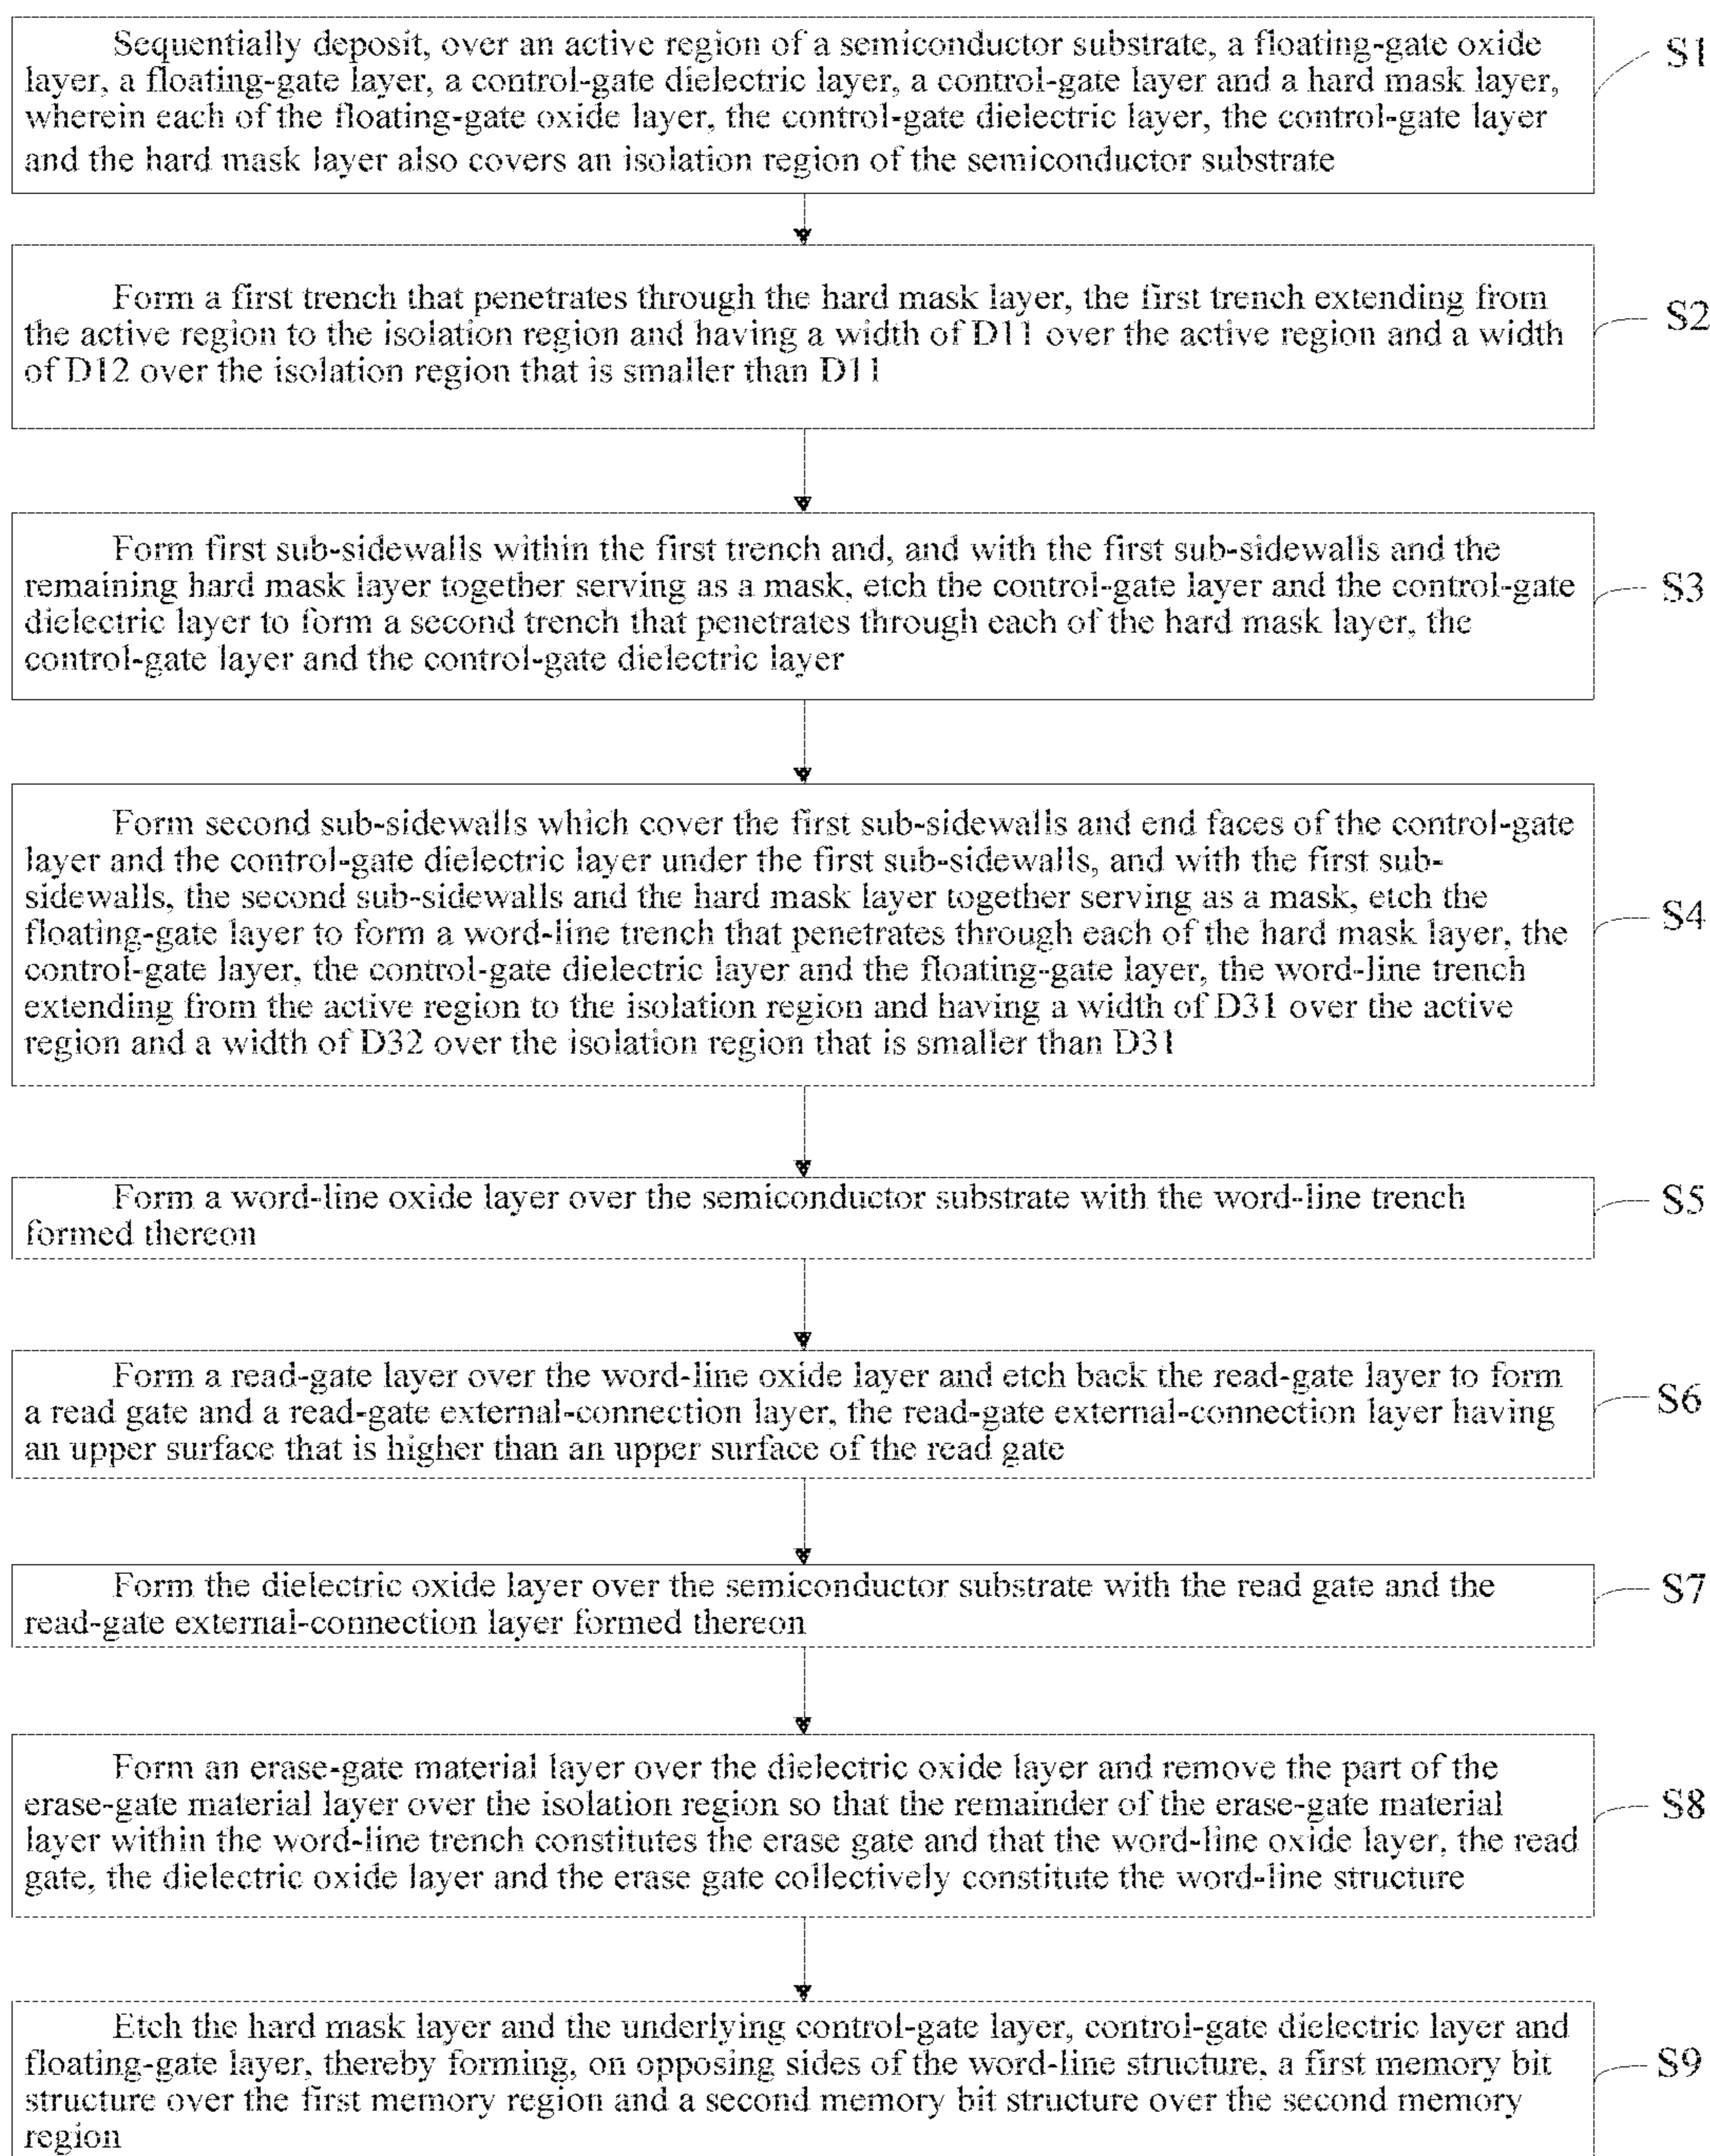 Sequentially deposit, over an active region of a semiconductor substrate, a floating-gate oxide
layer, a floating-gate layer, a control-gate dielectric layer, a control-gate layer and a hard mask layer,
wherein each of the floating-gate oxide layer, the control-gate dielectric layer, the control-gate layer
and the hard mask layer also covers an isolation region of the semiconductor substrate
S1
Form a first trench that penetrates through the hard mask layer, the first trench extending from
the active region to the isolation region and having a width of D11 over the active region and a width
of D12 over the isolation region that is smaller than D11
S2
Form first sub-sidewalls within the first trench and, and with the first sub-sidewalls and the
remaining hard mask layer together serving as a mask, etch the control-gate layer and the control-gate
dielectric layer to form a second trench that penetrates through each of the hard mask layer, the
control-gate layer and the control-gate dielectric layer
S3
Form second sub-sidewalls which cover the first sub-sidewalls and end faces of the control-gate
layer and the control-gate dielectric layer under the first sub-sidewalls, and with the first sub-
sidewalls, the second sub-sidewalls and the hard mask layer together serving as a mask, etch the
floating-gate layer to form a word-line trench that penetrates through each of the hard mask layer, the
control-gate layer, the control-gate dielectric layer and the floating-gate layer, the word-line trench
extending from the active region to the isolation region and having a width of D31 over the active
region and a width of D32 over the isolation region that is smaller than D31
S4
Form a word-line oxide layer over the semiconductor substrate with the word-line trench
formed thereon
S5
Form a read-gate layer over the word-line oxide layer and etch back the read-gate layer to form
a read gate and a read-gate external-connection layer, the read-gate external-connection layer having
an upper surface that is higher than an upper surface of the read gate
S6
Form the dielectric oxide layer over the semiconductor substrate with the read gate and the
read-gate external-connection layer formed thereon
S7
Form an erase-gate material layer over the dielectric oxide layer and remove the part of the
erase-gate material layer over the isolation region so that the remainder of the erase-gate material
layer within the word-line trench constitutes the erase gate and that the word-line oxide layer, the read
gate, the dielectric oxide layer and the erase gate collectively constitute the word-line structure
S8
Etch the hard mask layer and the underlying control-gate layer, control-gate dielectric layer and
floating-gate layer, thereby forming, on opposing sides of the word-line structure, a first memory bit
structure over the first memory region and a second memory bit structure over the second memory
region
S9